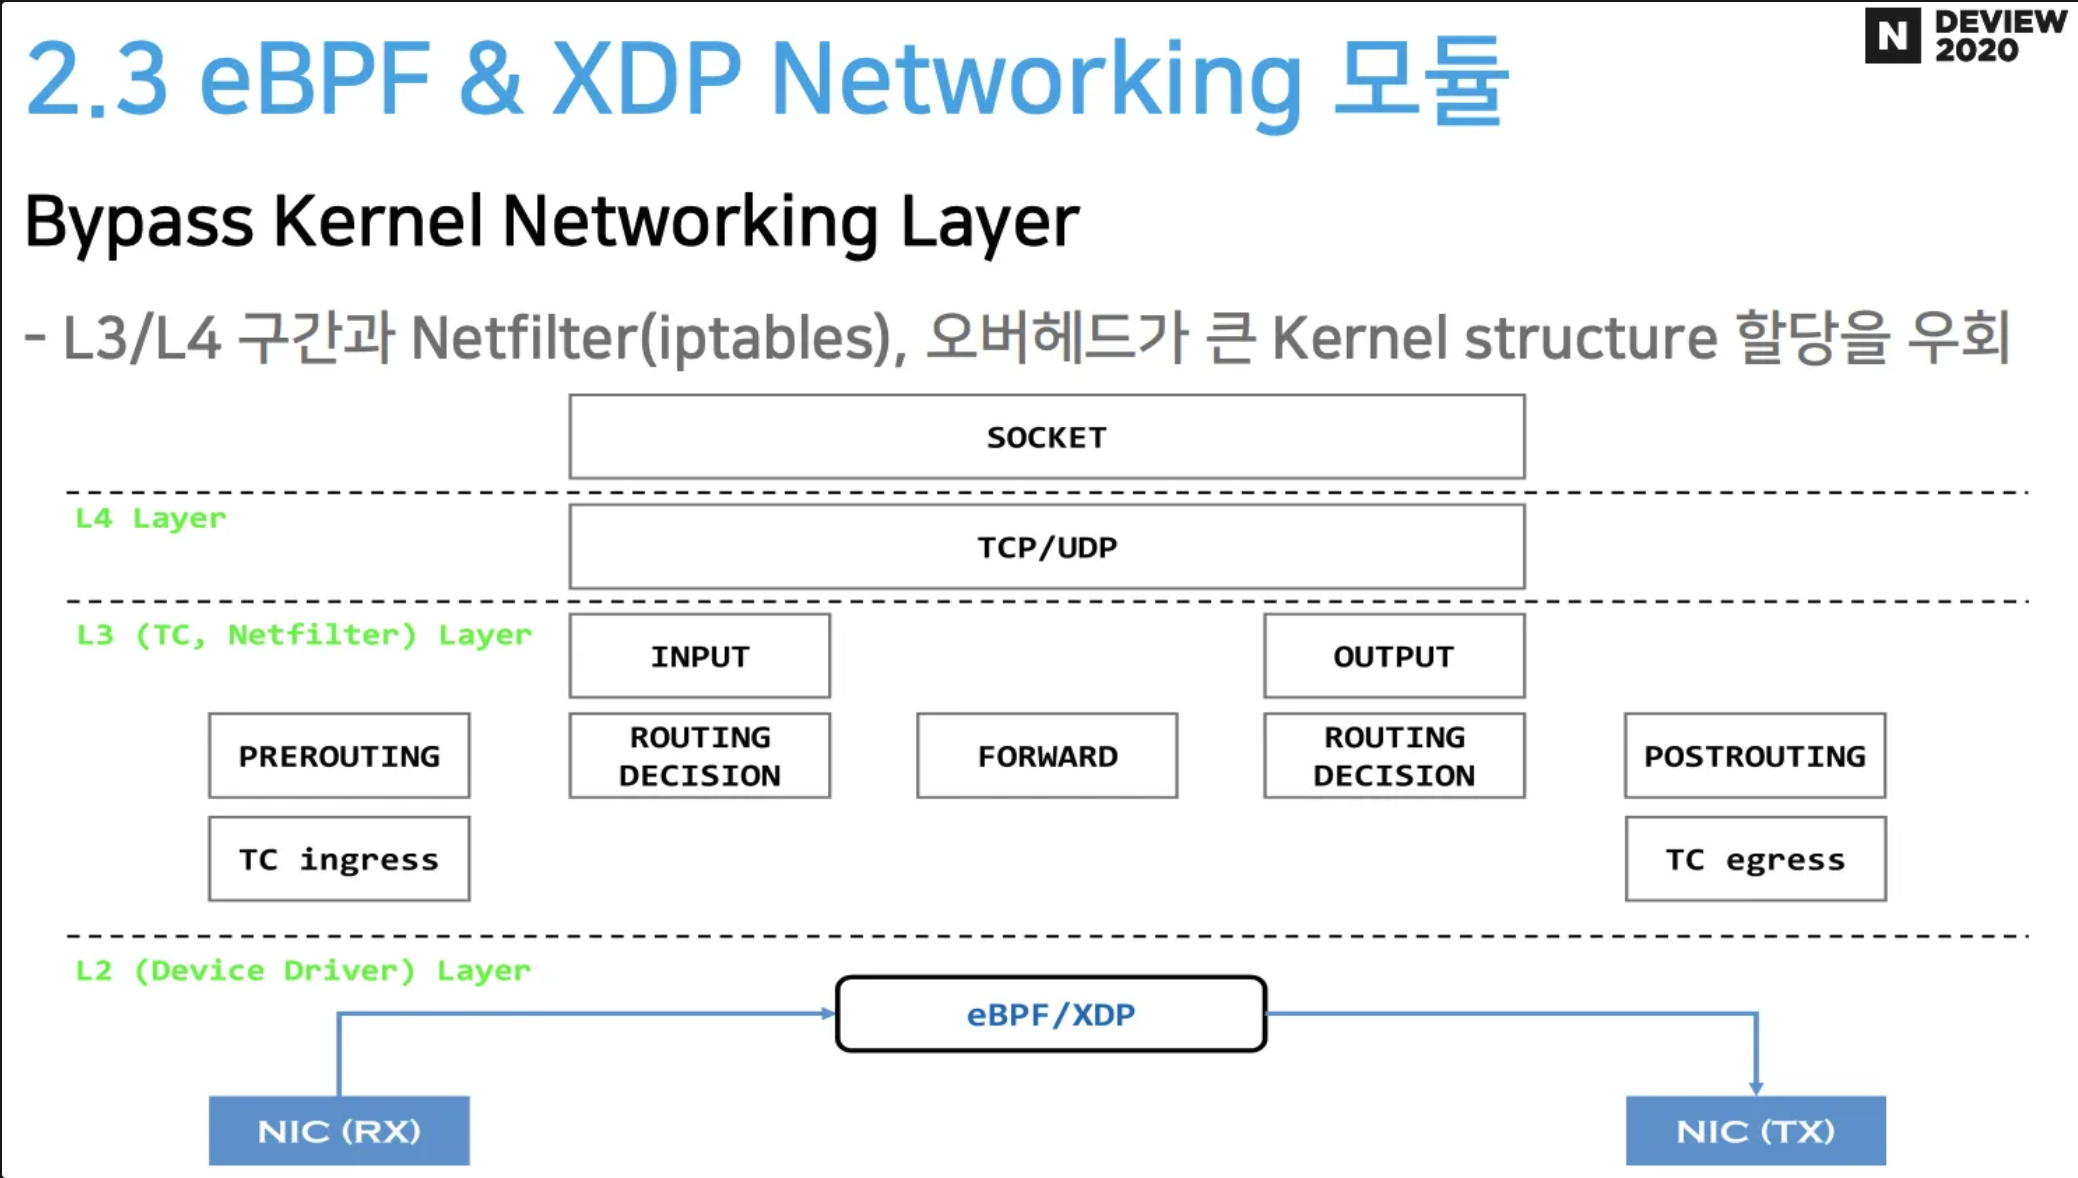 N DEVIEW
2020
2.3 eBPF & XDP Networking 모듈
Bypass Kernel Networking Layer
- L3/L4 구간과 Netfilter(iptables), 오버헤드가 큰 Kernel structure 할당을 우회
SOCKET
L4 Layer
TCP/UDP
L3 (TC, Netfilter) Layer
INPUT
OUTPUT
PREROUTING
ROUTING
DECISION
FORWARD
ROUTING
DECISION
POSTROUTING
TC ingress
TC egress
L2 (Device Driver) Layer
eBPF/XDP
NIC (RX)
NIC (TX)